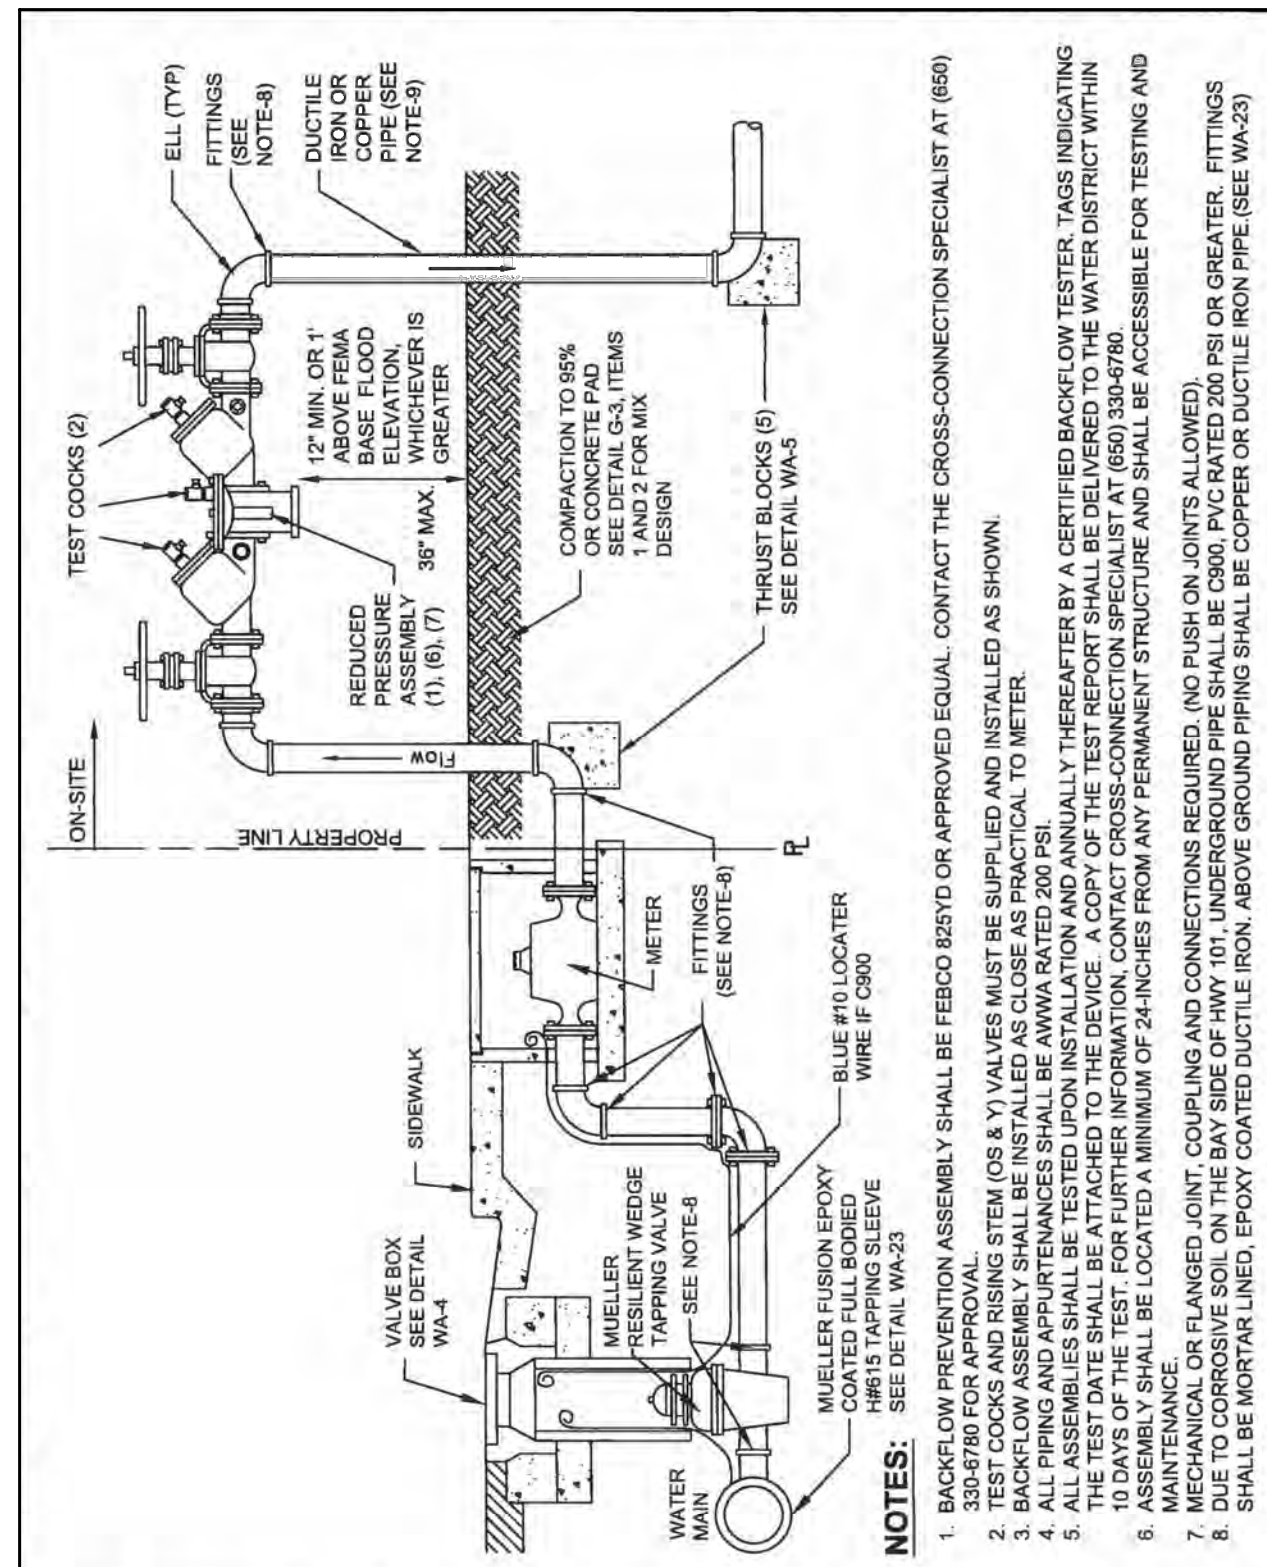 ON-SITE
PROPERTY LINE
PL
TEST COCKS (2)
ELL (TYP)
FITTINGS
(SEE
NOTE-8)
DUCTILE
IRON OR
COPPER
PIPE (SEE
NOTE-9)
12" MIN. OR 1'
ABOVE FEMA
BASE FLOOD
ELEVATION,
WHICHEVER IS
GREATER
REDUCED
PRESSURE
ASSEMBLY
(1), (6), (7)
36" MAX.
Flow
COMPACTION TO 95%
OR CONCRETE PAD
SEE DETAIL G-3, ITEMS
1 AND 2 FOR MIX
DESIGN
THRUST BLOCKS (5)
SEE DETAIL WA-5
VALVE BOX
SEE DETAIL
WA-4
SIDEWALK
METER
FITTINGS
(SEE NOTE-8)
MUELLER
RESILIENT WEDGE
TAPPING VALVE
SEE NOTE-8
BLUE #10 LOCATER
WIRE IF C900
WATER
MAIN
MUELLER FUSION EPOXY
COATED FULL BODIED
H#615 TAPPING SLEEVE
SEE DETAIL WA-23
NOTES:
1. BACKFLOW PREVENTION ASSEMBLY SHALL BE FEBCO 825YD OR APPROVED EQUAL. CONTACT THE CROSS-CONNECTION SPECIALIST AT (650)
330-6780 FOR APPROVAL.
2. TEST COCKS AND RISING STEM (OS & Y) VALVES MUST BE SUPPLIED AND INSTALLED AS SHOWN.
3. BACKFLOW ASSEMBLY SHALL BE INSTALLED AS CLOSE AS PRACTICAL TO METER.
4. ALL PIPING AND APPURTENANCES SHALL BE AWWA RATED 200 PSI.
5. ALL ASSEMBLIES SHALL BE TESTED UPON INSTALLATION AND ANNUALLY THEREAFTER BY A CERTIFIED BACKFLOW TESTER. TAGS INDICATING
THE TEST DATE SHALL BE ATTACHED TO THE DEVICE. A COPY OF THE TEST REPORT SHALL BE DELIVERED TO THE WATER DISTRICT WITHIN
10 DAYS OF THE TEST. FOR FURTHER INFORMATION, CONTACT CROSS-CONNECTION SPECIALIST AT (650) 330-6780.
6. ASSEMBLY SHALL BE LOCATED A MINIMUM OF 24-INCHES FROM ANY PERMANENT STRUCTURE AND SHALL BE ACCESSIBLE FOR TESTING AND
MAINTENANCE.
7. MECHANICAL OR FLANGED JOINT, COUPLING AND CONNECTIONS REQUIRED. (NO PUSH ON JOINTS ALLOWED).
8. DUE TO CORROSIVE SOIL ON THE BAY SIDE OF HWY 101, UNDERGROUND PIPE SHALL BE C900, PVC RATED 200 PSI OR GREATER. FITTINGS
SHALL BE MORTAR LINED, EPOXY COATED DUCTILE IRON. ABOVE GROUND PIPING SHALL BE COPPER OR DUCTILE IRON PIPE.(SEE WA-23)